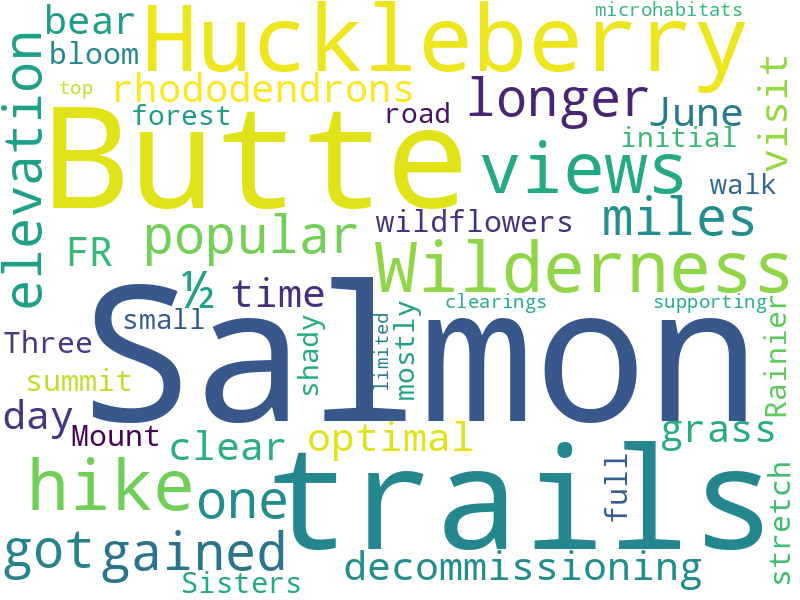 microhabitats
bear
Huckleberry
bloom
top
rhododendrons
longer
visit
elevation
forest
road
June
Butte
initial
views
walk
popular
wildflowers
miles
FR
Wilderness
½
time
clearings
supporting
Salmon
small
Three
shady
limited
mostly
Rainier
summit
day
Mount
clear
optimal
grass
hike
one
trails
full
stretch
got
gained
decommissioning
Sisters